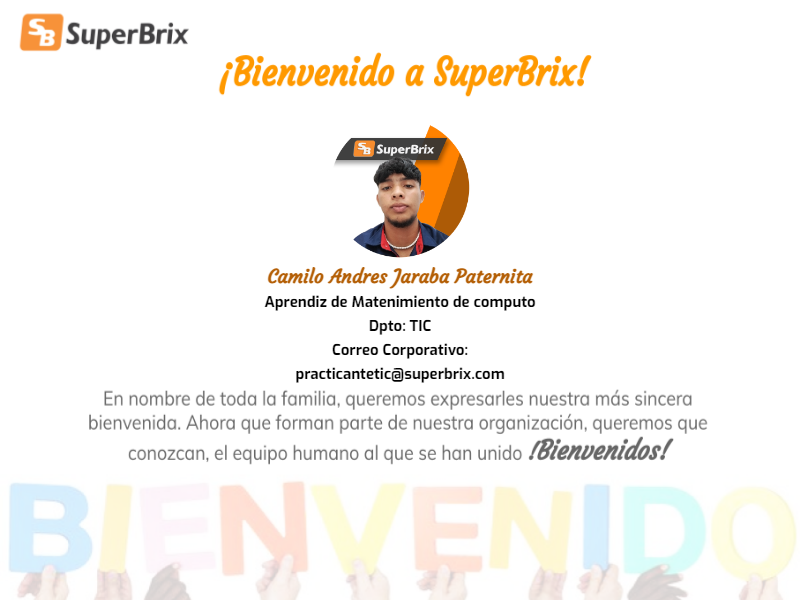 SB SuperBrix
¡Bienvenido a SuperBrix!
SB SuperBrix
Camilo Andres Jaraba Paternita
Aprendiz de Matenimiento de computo
Dpto: TIC
Correo Corporativo:
practicantetic@superbrix.com
En nombre de toda la familia, queremos expresarles nuestra más sincera
bienvenida. Ahora que forman parte de nuestra organización, queremos que
conozcan, el equipo humano al que se han unido !Bienvenidos!
BIENVENIDO